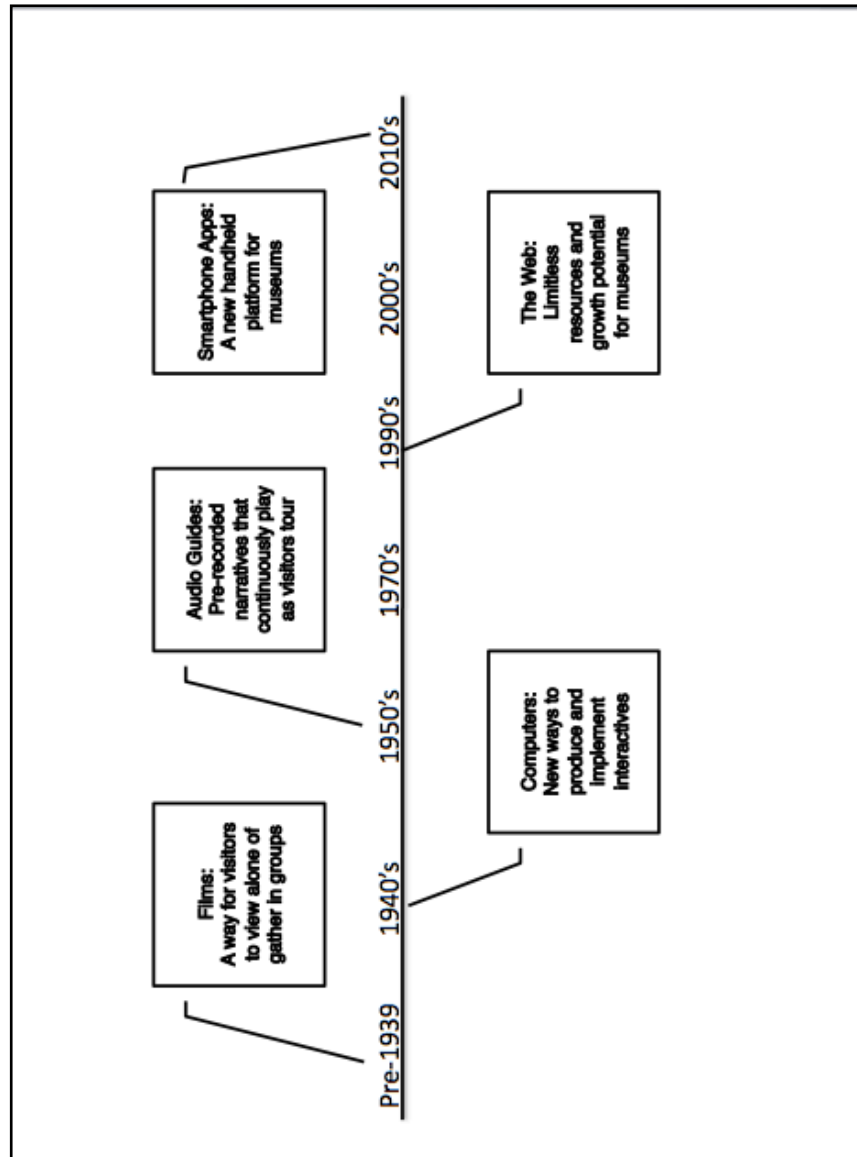 Films:
A way for visitors
to view alone of
gather in groups
Audio Guides:
Pre-recorded
narratives that
continuously play
as visitors tour
Smartphone Apps:
A new handheld
platform for
museums
Pre-1939
1940's
1950's
1970's
1990's
2000's
2010's
Computers:
New ways to
produce and
implement
interactives
The Web:
Limitless
resources and
growth potential
for museums